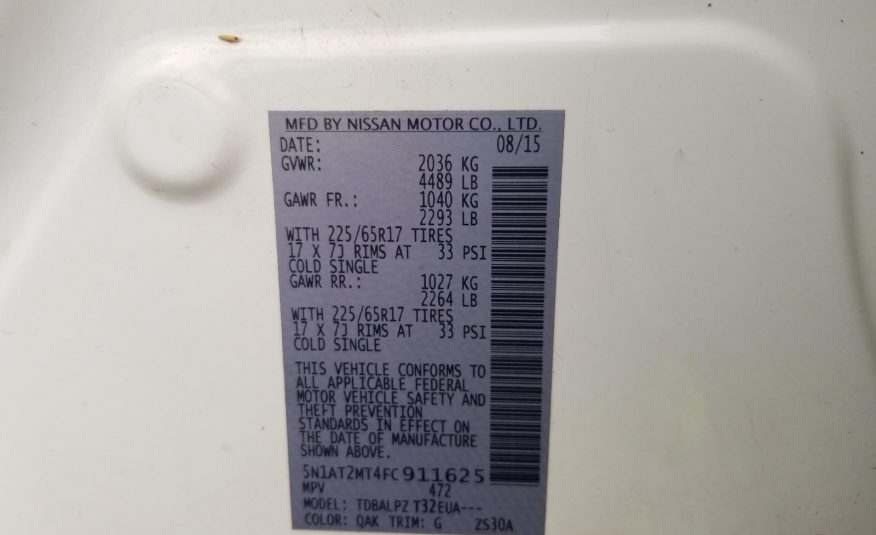 MFD BY NISSAN MOTOR CO., LTD.
DATE: 08/15
GVWR: 2036 KG
4489 LB
GAWR FR.: 1040 KG
2293 LB
WITH 225/65R17 TIRES
17 X 7J RIMS AT 33 PSI
COLD SINGLE
GAWR RR.: 1027 KG
2264 LB
WITH 225/65R17 TIRES
17 X 7J RIMS AT 33 PSI
COLD SINGLE
THIS VEHICLE CONFORMS TO
ALL APPLICABLE FEDERAL
MOTOR VEHICLE SAFETY AND
THEFT PREVENTION
STANDARDS IN EFFECT ON
THE DATE OF MANUFACTURE
SHOWN ABOVE.
5N1AT2MT4FC911625
MPV 472
MODEL: TDBALPZ T32EUA---
COLOR: QAK TRIM: G ZS30A